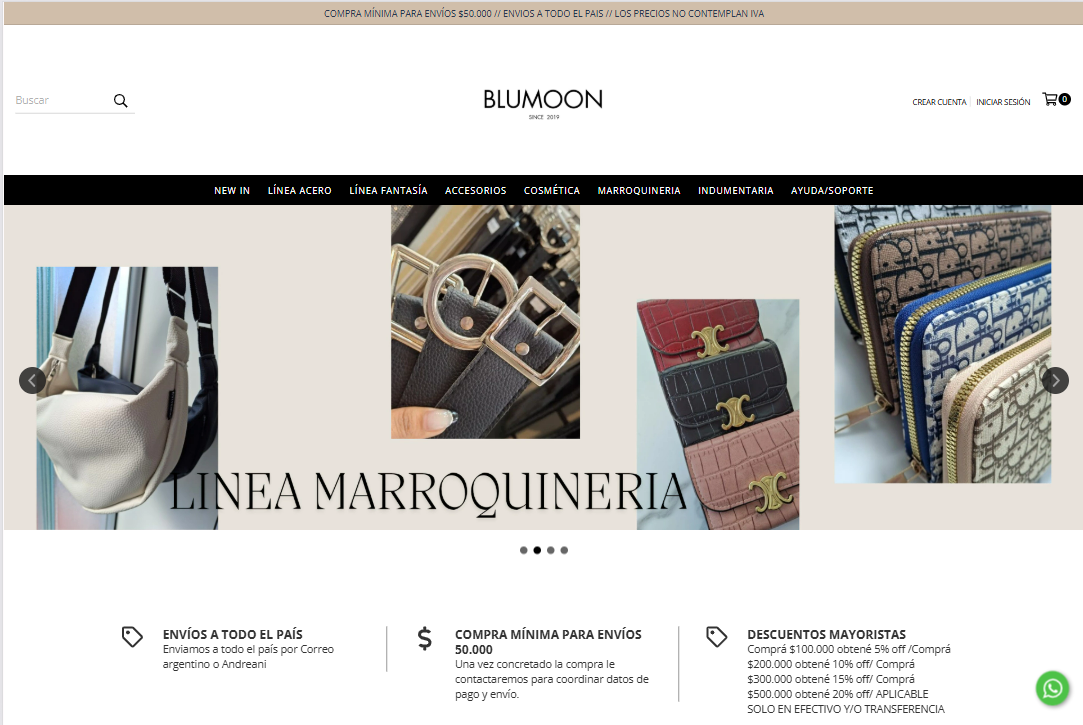 COMPRA MÍNIMA PARA ENVÍOS $50.000 // ENVIOS A TODO EL PAIS // LOS PRECIOS NO CONTEMPLAN IVA
Buscar
BLUMOON
SINCE 2019
CREAR CUENTA INICIAR SESIÓN 0
NEW IN LÍNEA ACERO LÍNEA FANTASÍA ACCESORIOS COSMÉTICA MARROQUINERIA INDUMENTARIA AYUDA/SOPORTE
LINEA MARROQUINERIA
ENVÍOS A TODO EL PAÍS
Enviamos a todo el país por Correo
argentino o Andreani
COMPRA MÍNIMA PARA ENVÍOS
50.000
Una vez concretado la compra le
contactaremos para coordinar datos de
pago y envío.
DESCUENTOS MAYORISTAS
Comprá $100.000 obtené 5% off /Comprá
$200.000 obtené 10% off/ Comprá
$300.000 obtené 15% off/ Comprá
$500.000 obtené 20% off/ APLICABLE
SOLO EN EFECTIVO Y/O TRANSFERENCIA